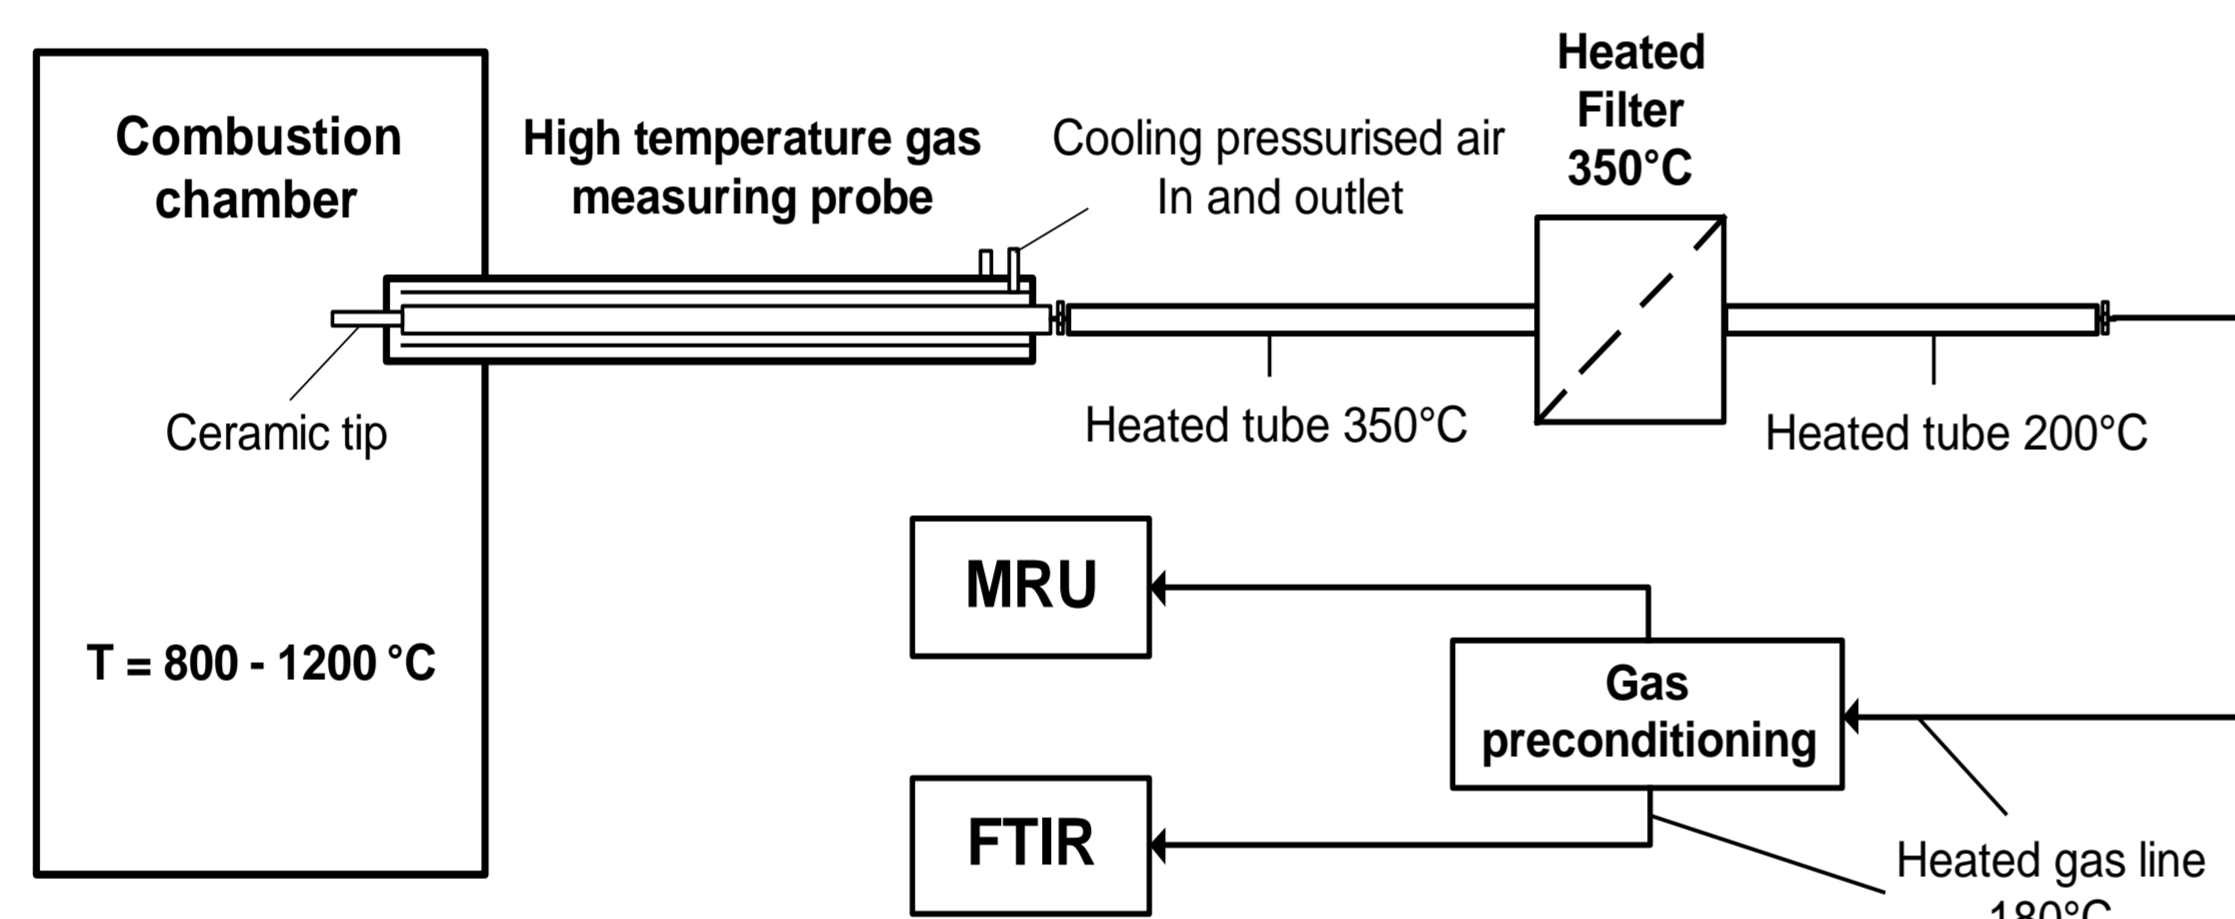 Combustion
chamber
High temperature gas
measuring probe
Cooling pressurised air
In and outlet
Heated
Filter
350°C
Ceramic tip
Heated tube 350°C
Heated tube 200°C
T = 800 - 1200 °C
MRU
Gas
preconditioning
FTIR
Heated gas line
180°C